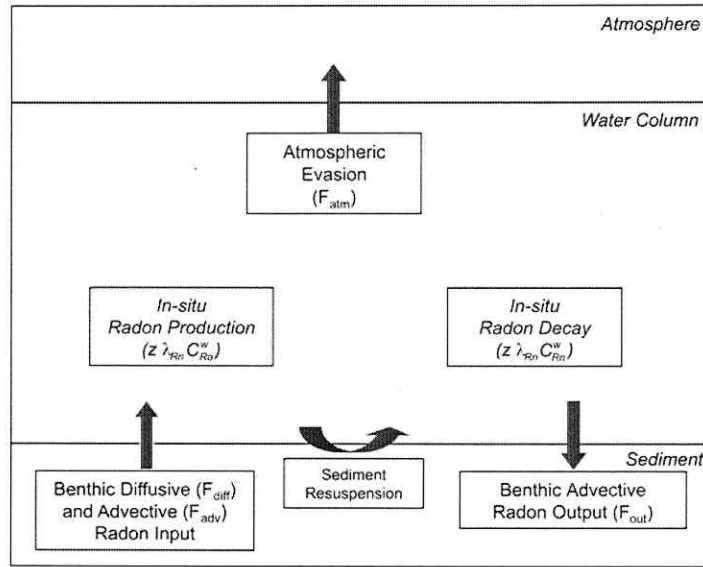 Atmosphere
Water Column
Atmospheric
Evasion
(F_atm)
In-situ
Radon Production
(z λ_Rn C^w_Ra)
In-situ
Radon Decay
(z λ_Rn C^w_Rn)
Sediment
Benthic Diffusive (F_diff)
and Advective (F_adv)
Radon Input
Sediment
Resuspension
Benthic Advective
Radon Output (F_out)